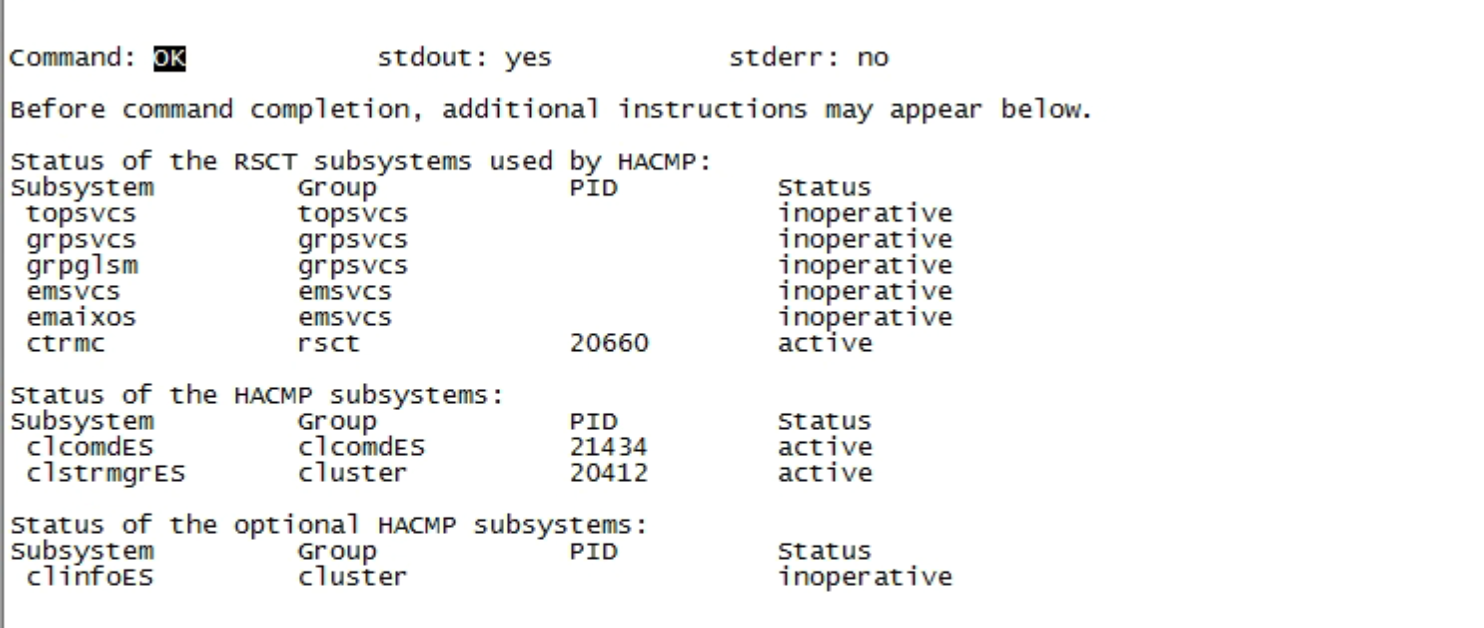 Command: OK stdout: yes stderr: no
Before command completion, additional instructions may appear below.
Status of the RSCT subsystems used by HACMP:
Subsystem Group PID Status
topsvcs topsvcs inoperative
grpsvcs grpsvcs inoperative
grpglsm grpsvcs inoperative
emsvcs emsvcs inoperative
emaixos emsvcs inoperative
ctrmc rsct 20660 active
Status of the HACMP subsystems:
Subsystem Group PID Status
clcomdES clcomdES 21434 active
clstrmgrES cluster 20412 active
Status of the optional HACMP subsystems:
Subsystem Group PID Status
clinfoES cluster inoperative